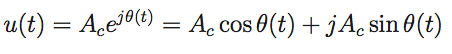 u(t) = A_c e^{jθ(t)} = A_c cos θ(t) + jA_c sin θ(t)